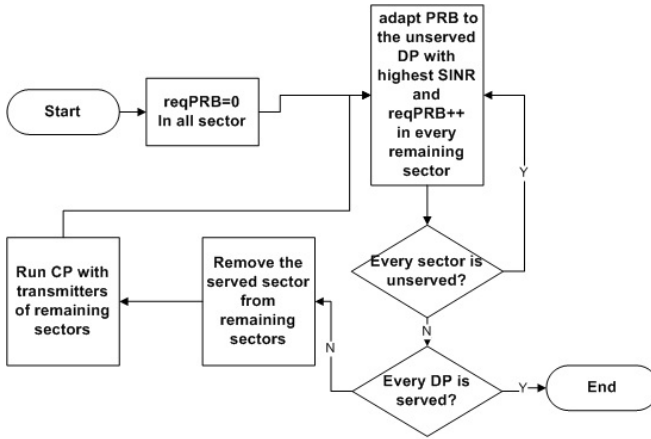 Start
reqPRB=0
In all sector
adapt PRB to
the unserved
DP with
highest SINR
and
reqPRB++
in every
remaining
sector
Y
Every sector is
unserved?
N
Run CP with
transmitters
of remaining
sectors
Remove the
served sector
from
remaining
sectors
N
Every DP is
served?
Y
End